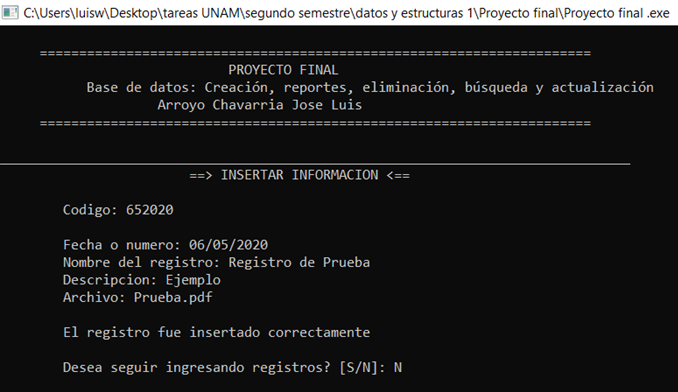 C:\Users\luisw\Desktop\tareas UNAM\segundo semestre\datos y estructuras 1\Proyecto final\Proyecto final .exe
======================================================================
PROYECTO FINAL
Base de datos: Creación, reportes, eliminación, búsqueda y actualización
Arroyo Chavarria Jose Luis
======================================================================
________________________________________________________________________________
==> INSERTAR INFORMACION <==
Codigo: 652020
Fecha o numero: 06/05/2020
Nombre del registro: Registro de Prueba
Descripcion: Ejemplo
Archivo: Prueba.pdf
El registro fue insertado correctamente
Desea seguir ingresando registros? [S/N]: N